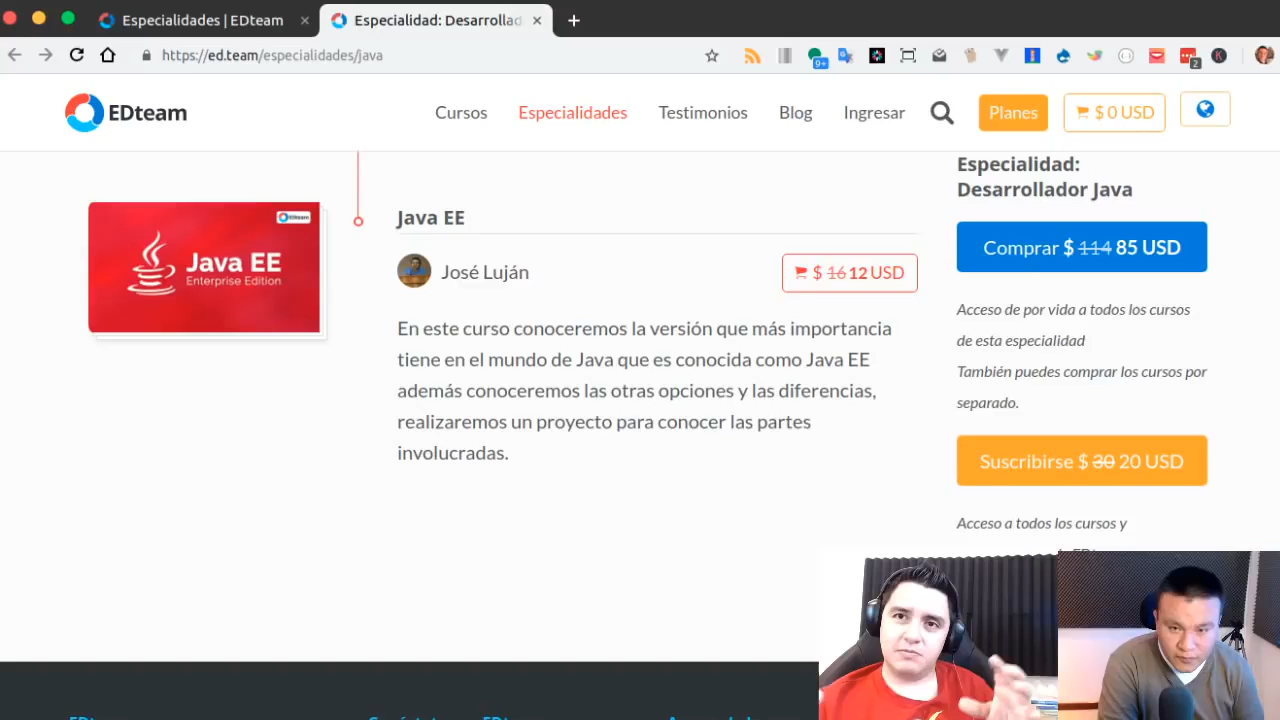 Especialidades | EDteam
Especialidad: Desarrollad
https://ed.team/especialidades/java
9+
2
EDteam
Cursos
Especialidades
Testimonios
Blog
Ingresar
Planes
$ 0 USD
Especialidad:
Desarrollador Java
Java EE
Enterprise Edition
Java EE
José Luján
$ 16 12 USD
Comprar $ 114 85 USD
En este curso conoceremos la versión que más importancia
tiene en el mundo de Java que es conocida como Java EE
además conoceremos las otras opciones y las diferencias,
realizaremos un proyecto para conocer las partes
involucradas.
Acceso de por vida a todos los cursos
de esta especialidad
También puedes comprar los cursos por
separado.
Suscribirse $ 30 20 USD
Acceso a todos los cursos y